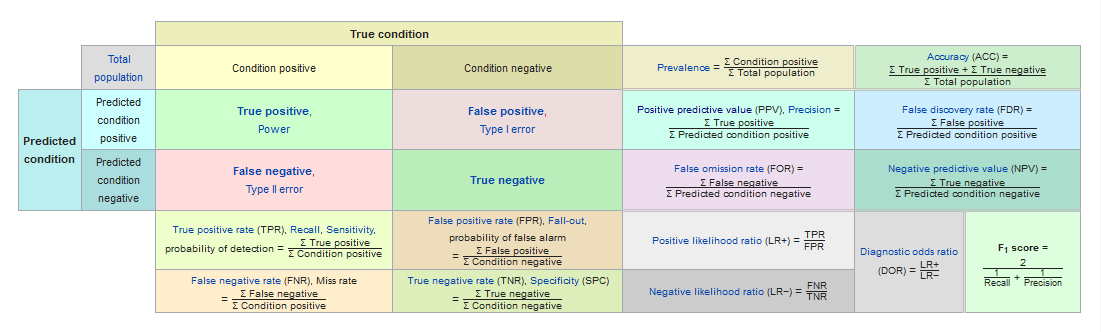 True condition
Total
population
Condition positive
Condition negative
Prevalence = Σ Condition positive / Σ Total population
Accuracy (ACC) =
Σ True positive + Σ True negative / Σ Total population
Predicted
condition
Predicted
condition
positive
True positive,
Power
False positive,
Type I error
Positive predictive value (PPV), Precision =
Σ True positive / Σ Predicted condition positive
False discovery rate (FDR) =
Σ False positive / Σ Predicted condition positive
Predicted
condition
negative
False negative,
Type II error
True negative
False omission rate (FOR) =
Σ False negative / Σ Predicted condition negative
Negative predictive value (NPV) =
Σ True negative / Σ Predicted condition negative
True positive rate (TPR), Recall, Sensitivity,
probability of detection = Σ True positive / Σ Condition positive
False positive rate (FPR), Fall-out,
probability of false alarm
= Σ False positive / Σ Condition negative
Positive likelihood ratio (LR+) = TPR / FPR
Diagnostic odds ratio
(DOR) = LR+ / LR−
F1 score =
2 / (1 / Recall + 1 / Precision)
False negative rate (FNR), Miss rate
= Σ False negative / Σ Condition positive
True negative rate (TNR), Specificity (SPC)
= Σ True negative / Σ Condition negative
Negative likelihood ratio (LR−) = FNR / TNR